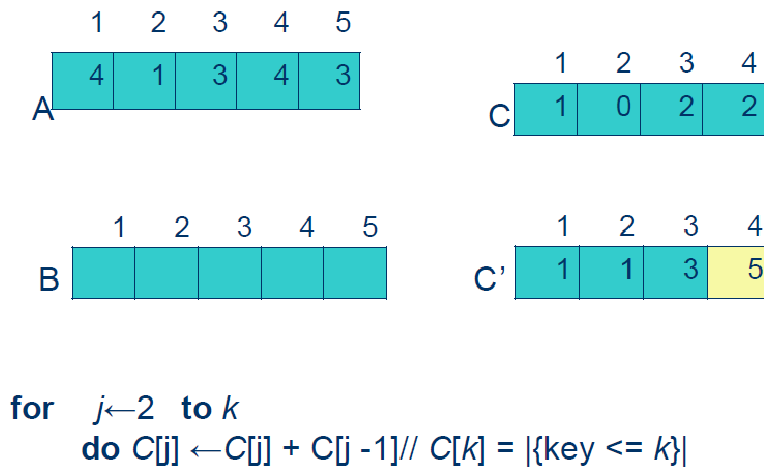 1 2 3 4 5
A 4 1 3 4 3
1 2 3 4
C 1 0 2 2
1 2 3 4 5
B
1 2 3 4
C’ 1 1 3 5
for j←2 to k
do C[j] ←C[j] + C[j -1]// C[k] = |{key <= k}|